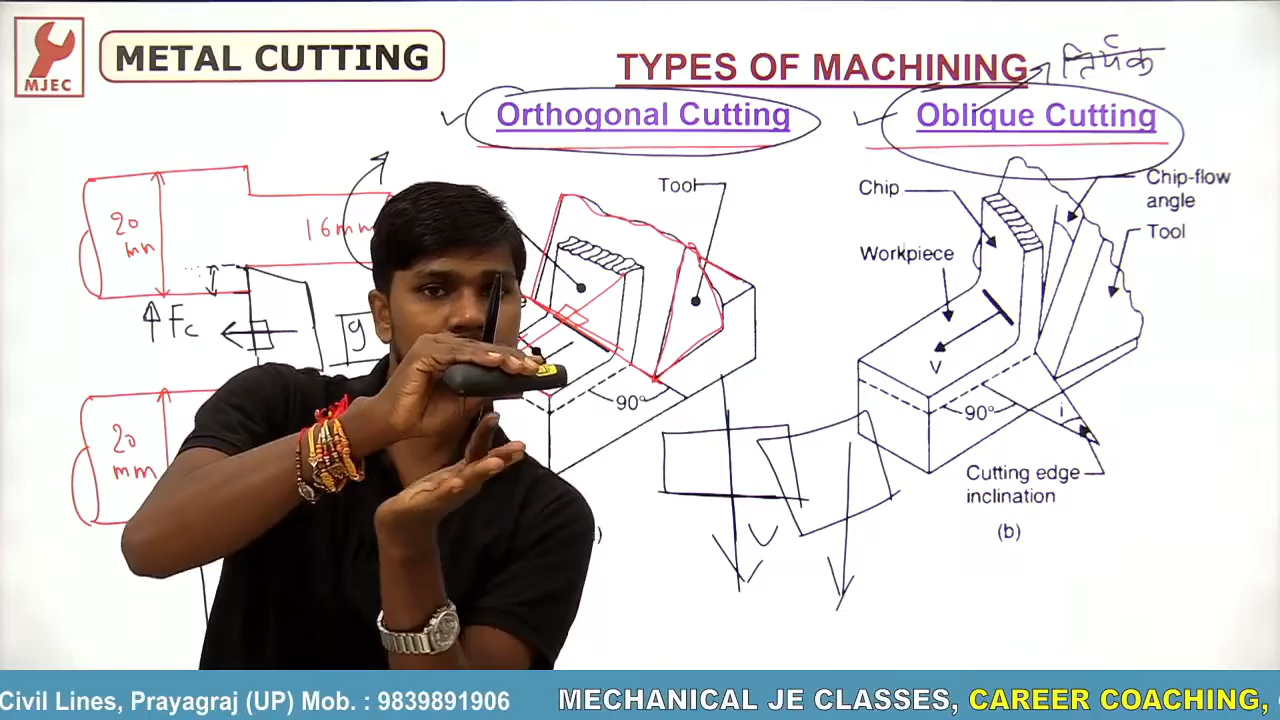 MJEC
METAL CUTTING
TYPES OF MACHINING
Orthogonal Cutting
Oblique Cutting
तिर्यक
20
mm
16mm
Fc
Tool
90°
20
mm
V
Chip
Workpiece
Chip-flow
angle
Tool
V
90°
i
Cutting edge
inclination
(b)
Civil Lines, Prayagraj (UP) Mob. : 9839891906
MECHANICAL JE CLASSES, CAREER COACHING,